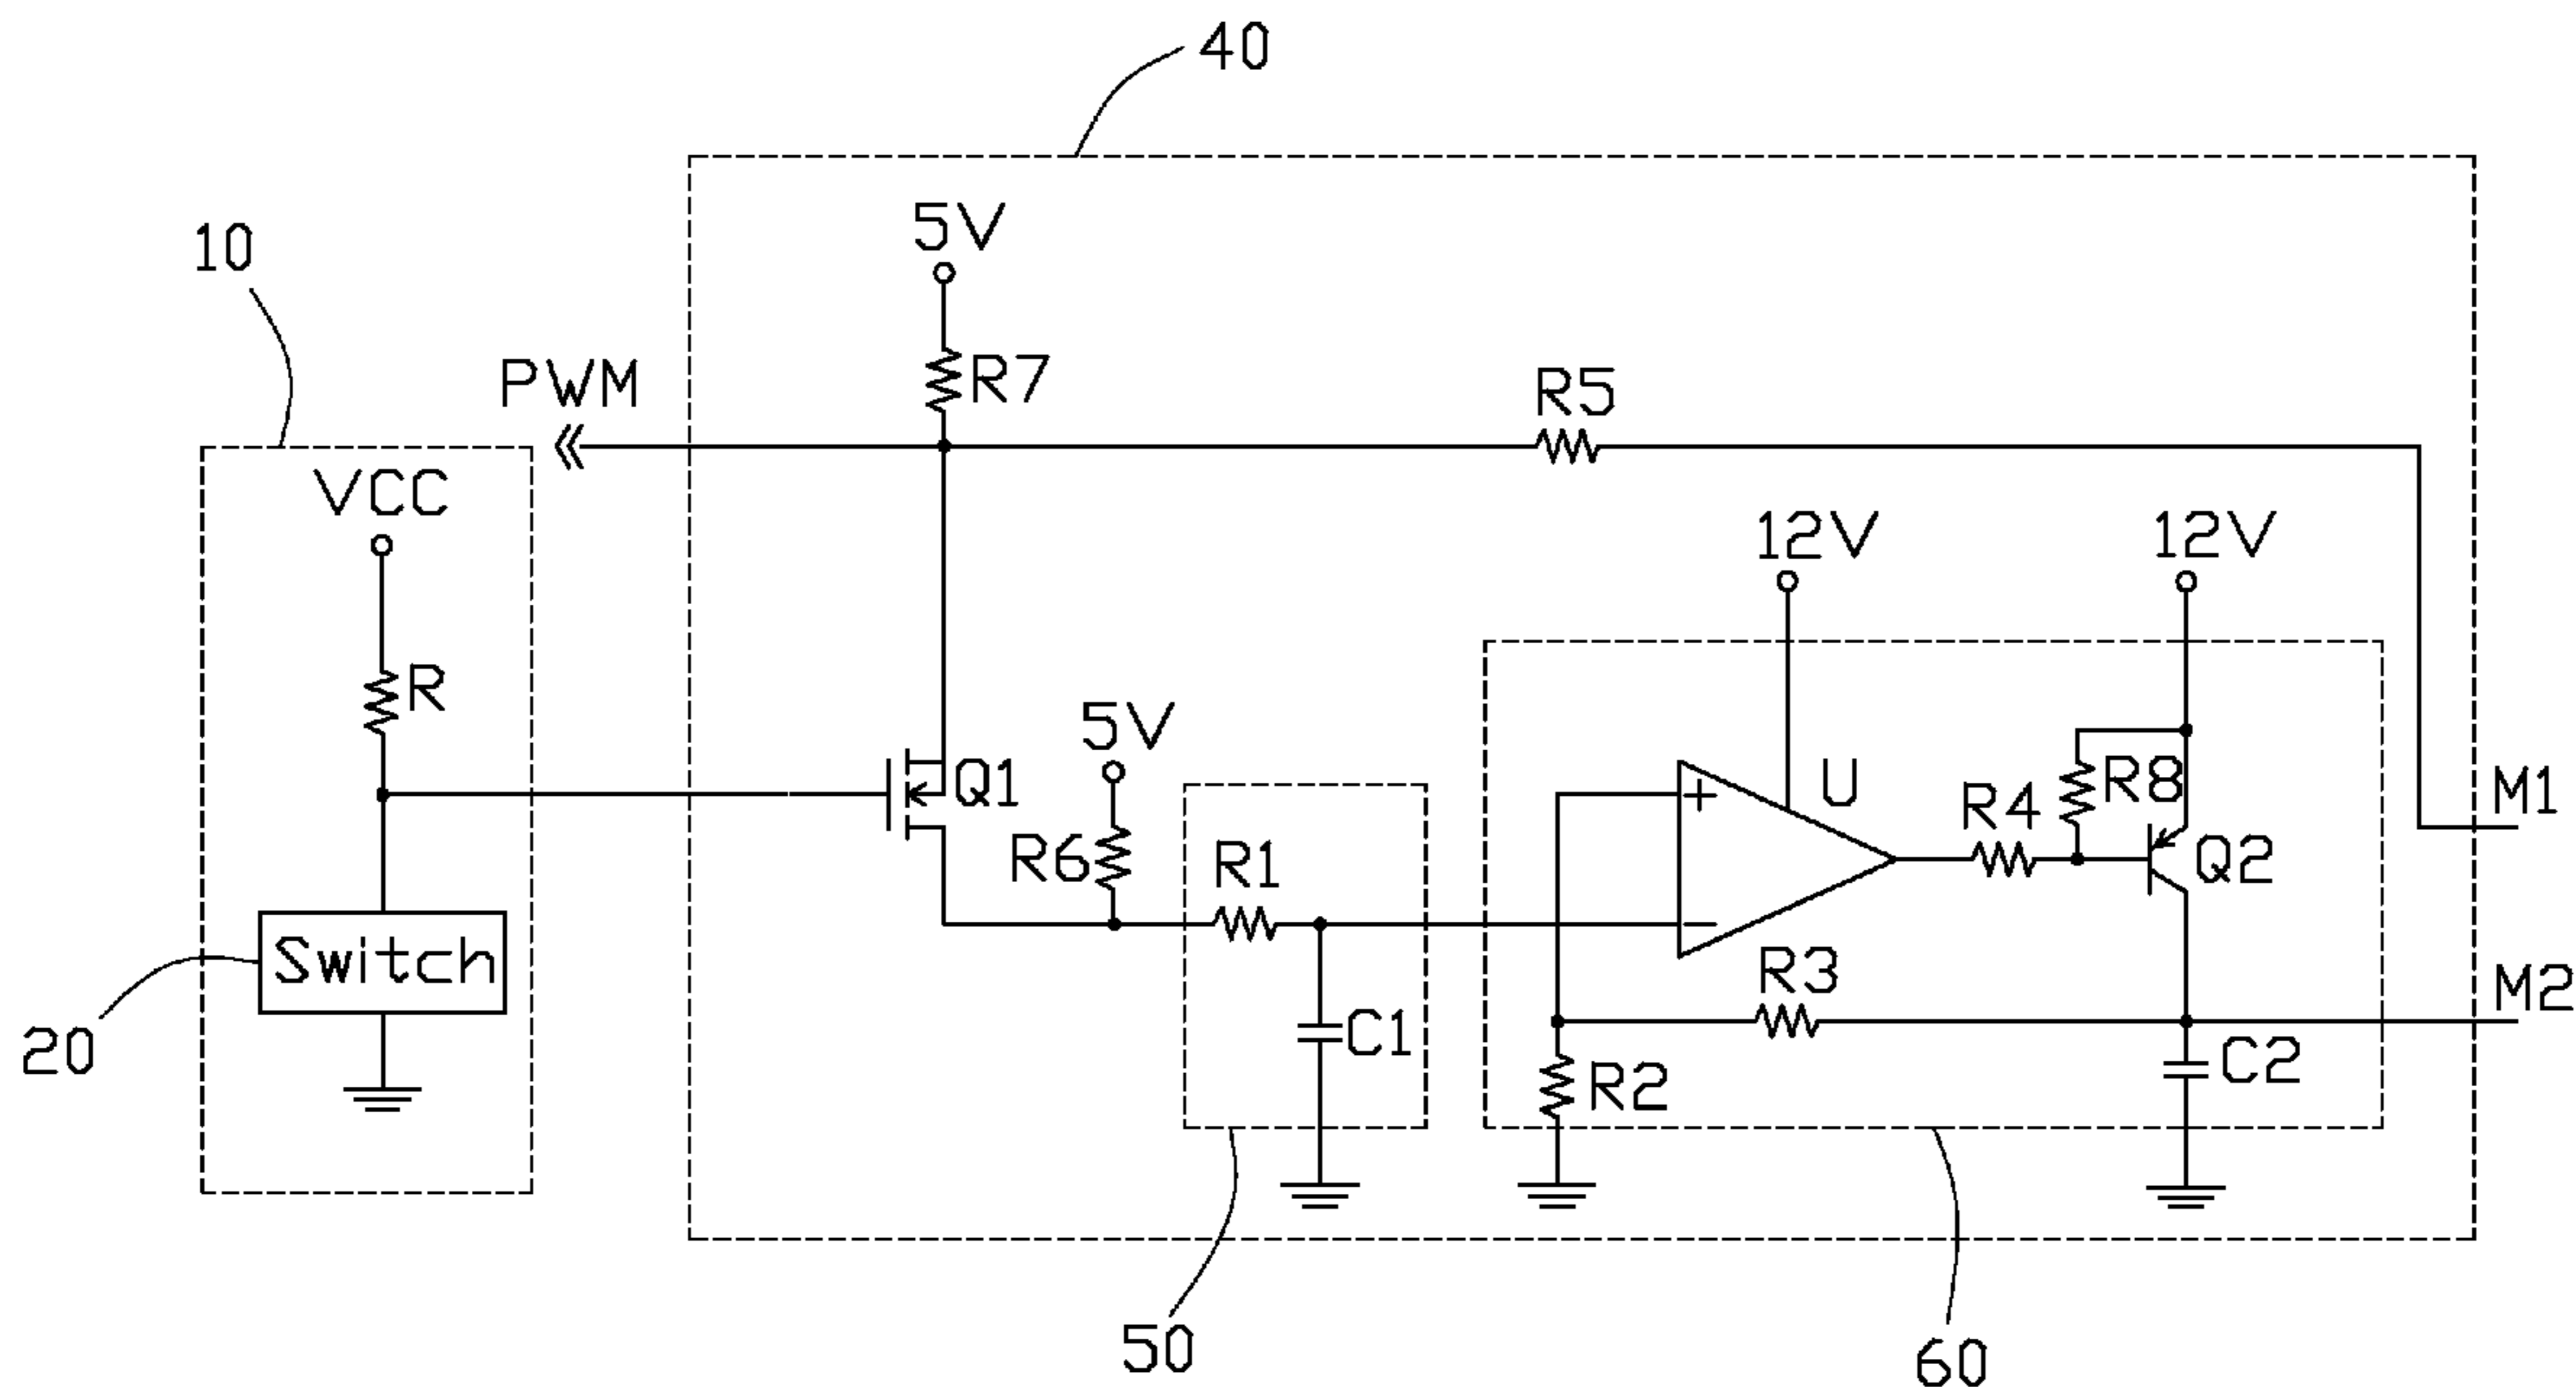 40
5V
10
R7
PWM
R5
VCC
12V
12V
R
5V
Q1
U
R8
M1
R4
R6
R1
Q2
Switch
R3
M2
20
C1
R2
C2
+
−
50
60